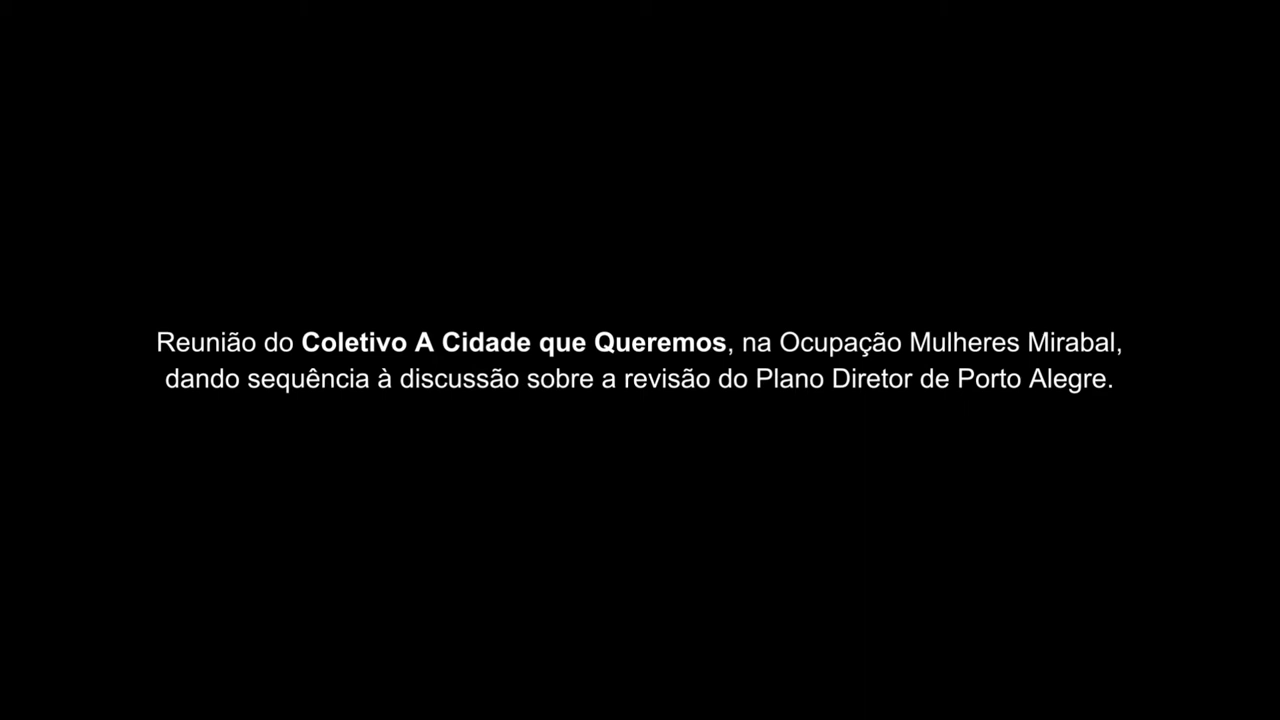 Reunião do Coletivo A Cidade que Queremos, na Ocupação Mulheres Mirabal,
dando sequência à discussão sobre a revisão do Plano Diretor de Porto Alegre.